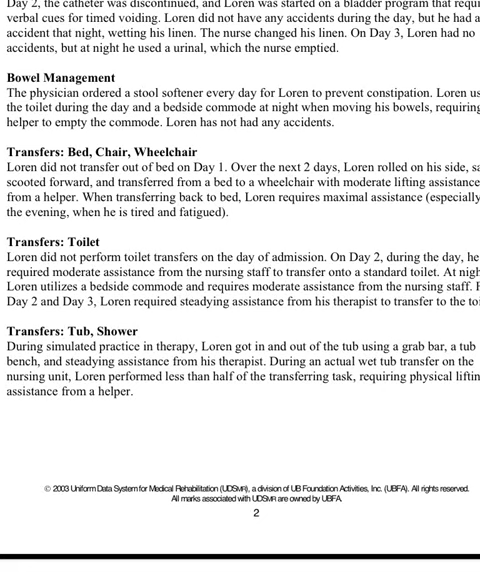 Day 2, the catheter was discontinued, and Loren was started on a bladder program that
verbal cues for timed voiding. Loren did not have any accidents during the day, but he had a
accident that night, wetting his linen. The nurse changed his linen. On Day 3, Loren had no
accidents, but at night he used a urinal, which the nurse emptied.
Bowel Management
The physician ordered a stool softener every day for Loren to prevent constipation. Loren
the toilet during the day and a bedside commode at night when moving his bowels,
helper to empty the commode. Loren has not had any accidents.
Transfers: Bed, Chair, Wheelchair
Loren did not transfer out of bed on Day 1. Over the next 2 days, Loren rolled on his side,
scooted forward, and transferred from a bed to a wheelchair with moderate lifting assistance
from a helper. When transferring back to bed, Loren requires maximal assistance (especially
the evening, when he is tired and fatigued).
Transfers: Toilet
Loren did not perform toilet transfers on the day of admission. On Day 2, during the day, he
required moderate assistance from the nursing staff to transfer onto a standard toilet. At
Loren utilizes a bedside commode and requires moderate assistance from the nursing staff.
Day 2 and Day 3, Loren required steadying assistance from his therapist to transfer to the
Transfers: Tub, Shower
During simulated practice in therapy, Loren got in and out of the tub using a grab bar, a tub
bench, and steadying assistance from his therapist. During an actual wet tub transfer on the
nursing unit, Loren performed less than half of the transferring task, requiring physical
assistance from a helper.
© 2003 Uniform Data System for Medical Rehabilitation (UDSMR), a division of UB Foundation Activities, Inc. (UBFA). All rights reserved.
All marks associated with UDSMR are owned by UBFA.
2